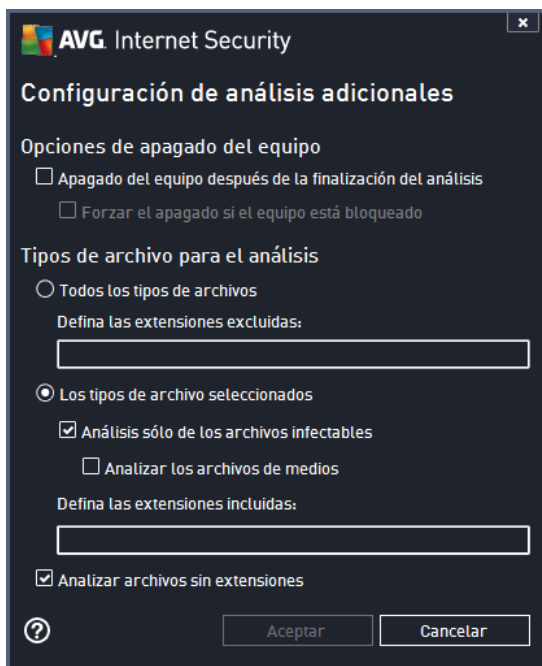 AVG. Internet Security
Configuración de análisis adicionales
Opciones de apagado del equipo
Apagado del equipo después de la finalización del análisis
Forzar el apagado si el equipo está bloqueado
Tipos de archivo para el análisis
Todos los tipos de archivos
Defina las extensiones excluidas:
Los tipos de archivo seleccionados
Análisis sólo de los archivos infectables
Analizar los archivos de medios
Defina las extensiones incluidas:
Analizar archivos sin extensiones
Aceptar Cancelar